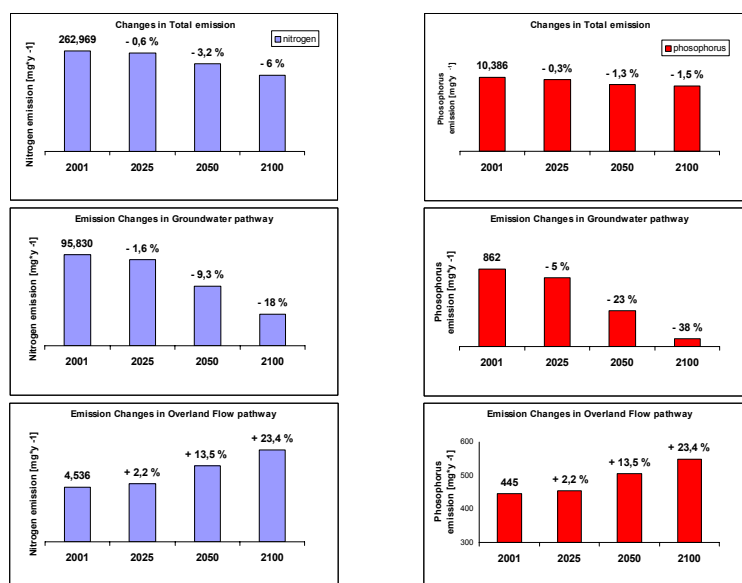 Changes in Total emission
nitrogen
262,969
- 0,6 %
- 3,2 %
- 6 %
Nitrogen emission [mg*y -1]
2001 2025 2050 2100
Changes in Total emission
phosophorus
10,386
- 0,3%
- 1,3 %
- 1,5 %
Phosophorus
emission [mg*y -1]
2001 2025 2050 2100
Emission Changes in Groundwater pathway
95,830
- 1,6 %
- 9,3 %
- 18 %
Nitrogen emission [mg*y -1]
2001 2025 2050 2100
Emission Changes in Groundwater pathway
862
- 5 %
- 23 %
- 38 %
Phosophorus
emission [mg*y -1]
2001 2025 2050 2100
Emission Changes in Overland Flow pathway
4,536
+ 2,2 %
+ 13,5 %
+ 23,4 %
Nitrogen emission [mg*y -1]
2001 2025 2050 2100
Emission Changes in Overland Flow pathway
600
500
400
300
445
+ 2,2 %
+ 13,5 %
+ 23,4 %
Phosophorus
emission [mg*y -1]
2001 2025 2050 2100